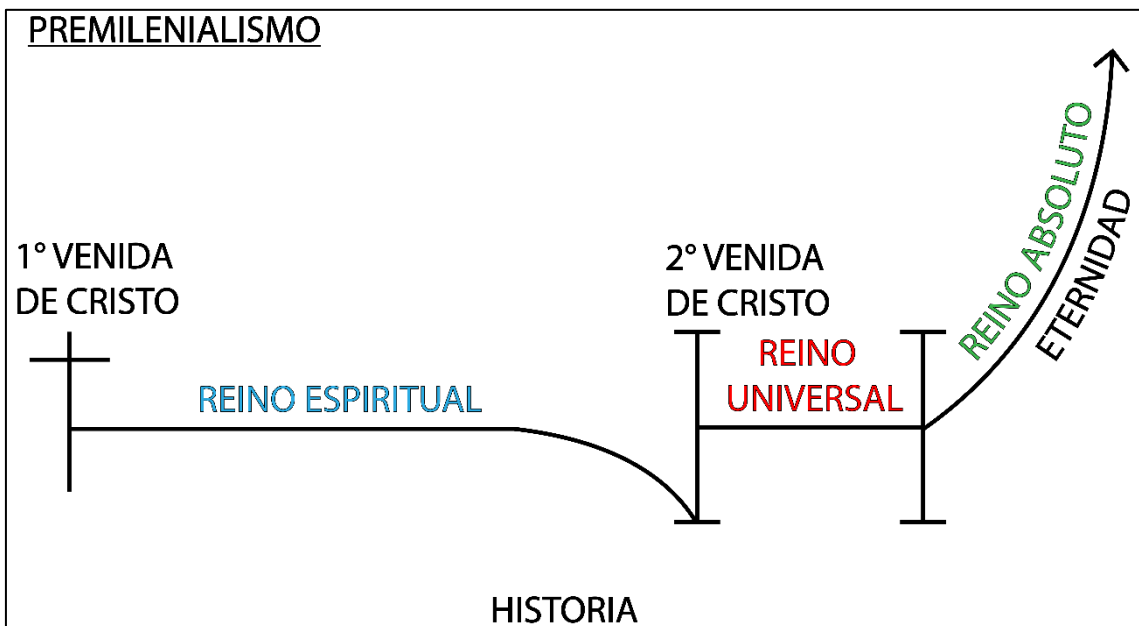 PREMILENIALISMO
1° VENIDA
DE CRISTO
REINO ESPIRITUAL
2° VENIDA
DE CRISTO
REINO
UNIVERSAL
REINO ABSOLUTO
ETERNIDAD
HISTORIA